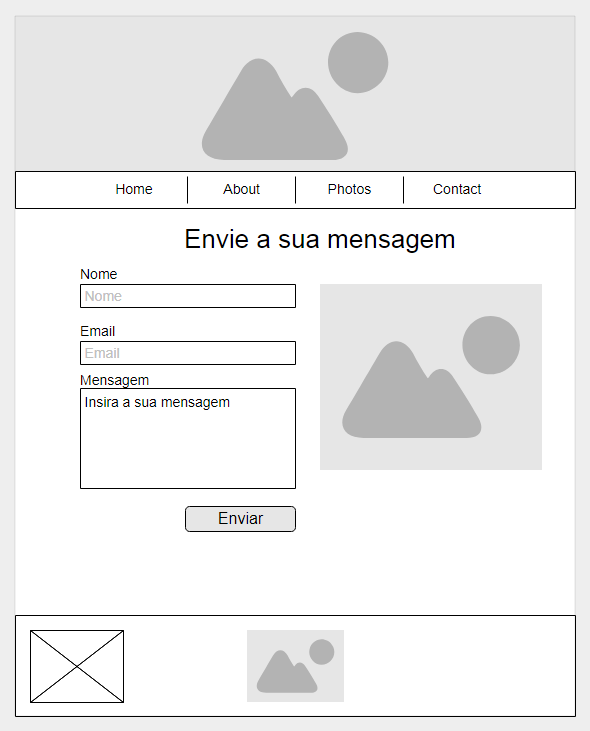 Home About Photos Contact
Envie a sua mensagem
Nome
Nome
Email
Email
Mensagem
Insira a sua mensagem
Enviar